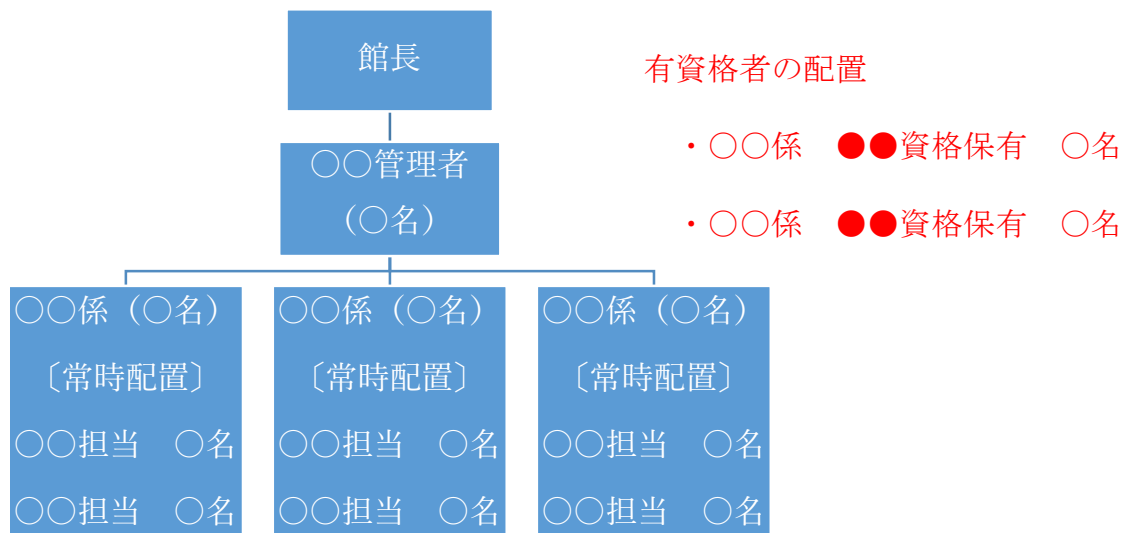 館長
○○管理者
（○名）
○○係（○名）
〔常時配置〕
○○担当　○名
○○担当　○名
○○係（○名）
〔常時配置〕
○○担当　○名
○○担当　○名
○○係（○名）
〔常時配置〕
○○担当　○名
○○担当　○名
有資格者の配置
・○○係　●●資格保有　○名
・○○係　●●資格保有　○名